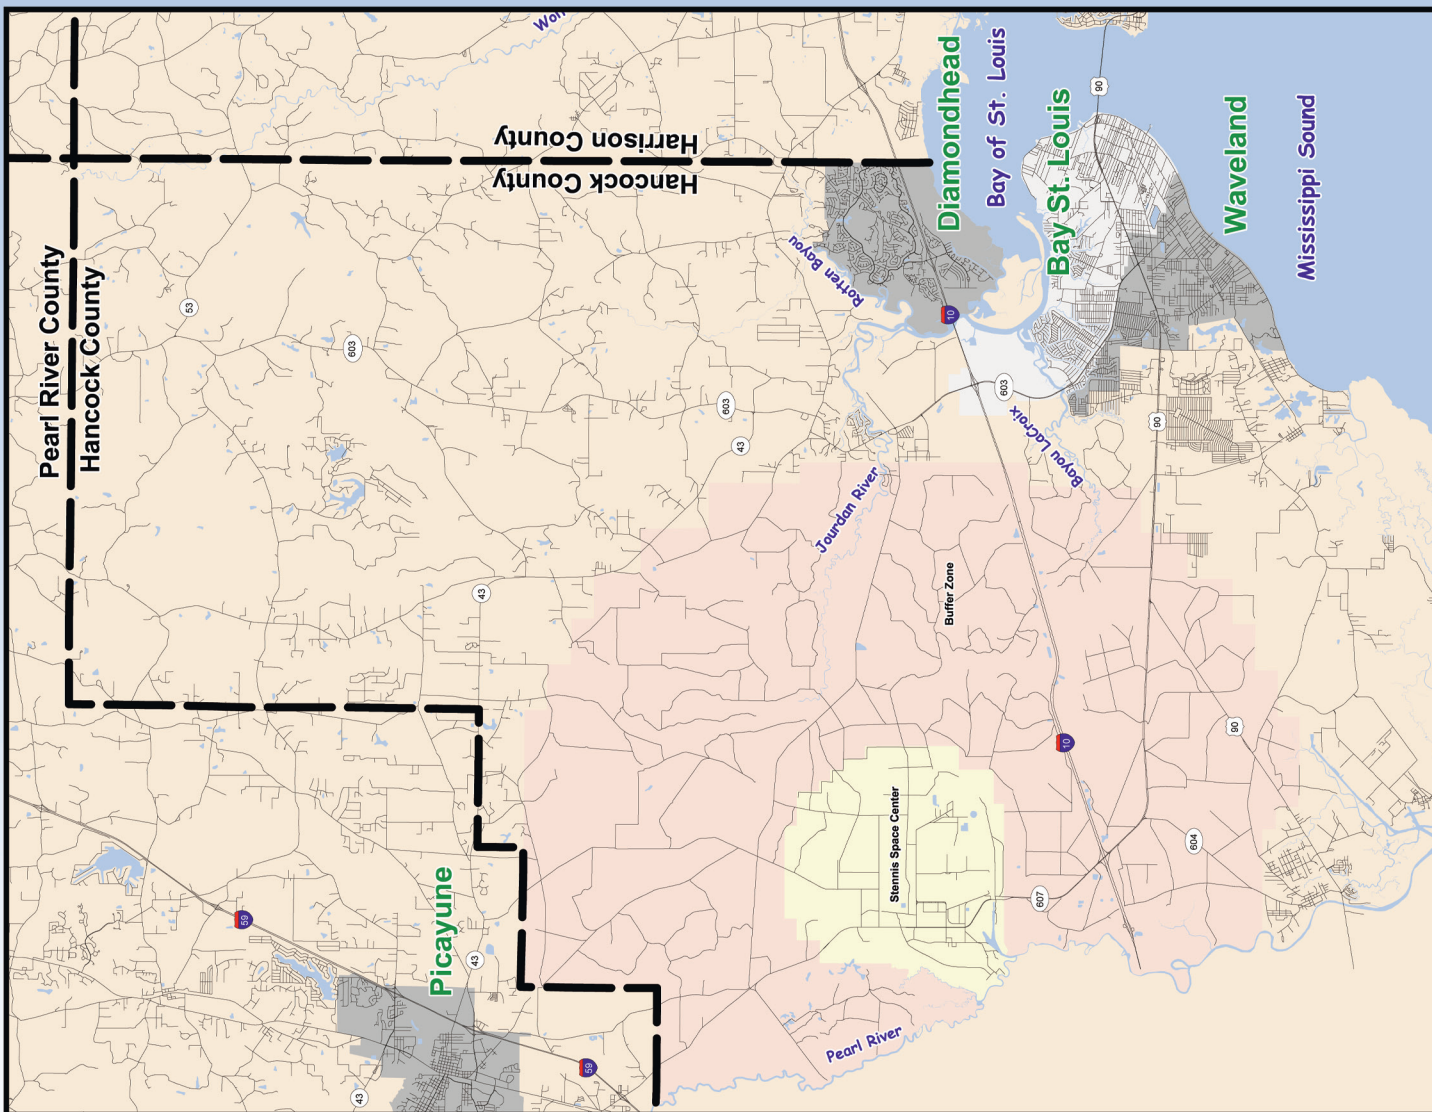 Pearl River County
Hancock County
Harrison County
Hancock County
Diamondhead
Bay of St. Louis
Bay St. Louis
Waveland
Mississippi Sound
90
Rotten Bayou
10
53
603
603
43
603
90
Bayou LaCroix
Jourdan River
43
Buffer Zone
Stennis Space Center
10
90
604
607
Picayune
59
43
59
43
Pearl River